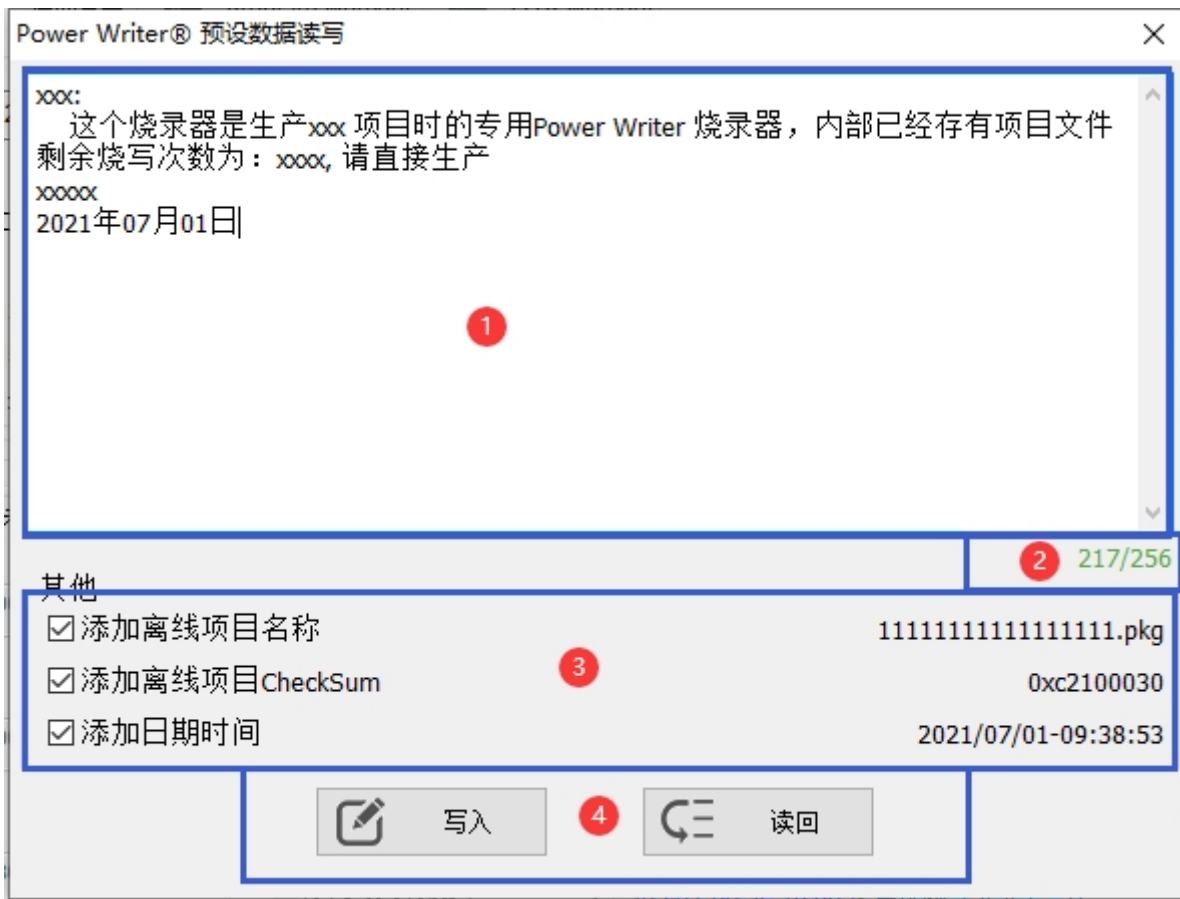 Power Writer® 预设数据读写
xxx:
这个烧录器是生产xxx 项目时的专用Power Writer 烧录器，内部已经存有项目文件
剩余烧写次数为：xxxx, 请直接生产
xxxxx
2021年07月01日
1
2 217/256
其他
添加离线项目名称 11111111111111111.pkg
添加离线项目CheckSum 0xc2100030
3
添加日期时间 2021/07/01-09:38:53
写入 4 读回